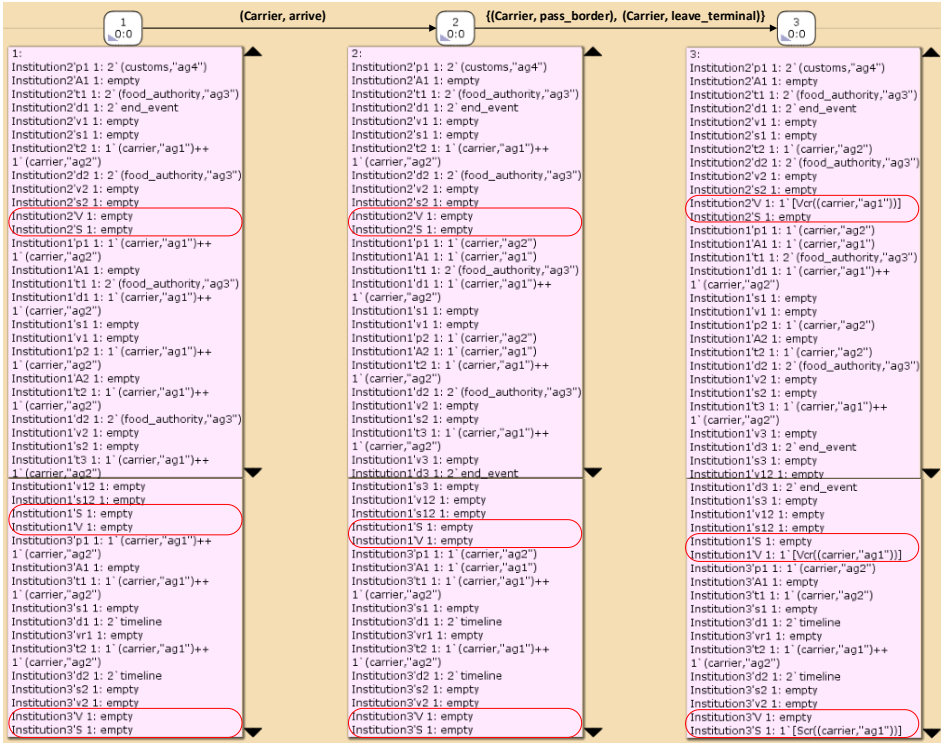 (Carrier, arrive)
{(Carrier, pass_border), (Carrier, leave_terminal)}
1
0:0
2
0:0
3
0:0
1:
Institution2'p1 1: 2`(customs,"ag4")
Institution2'A1 1: empty
Institution2't1 1: 2`(food_authority,"ag3")
Institution2'd1 1: 2`end_event
Institution2'v1 1: empty
Institution2's1 1: empty
Institution2't2 1: 1`(carrier,"ag1")++
1`(carrier,"ag2")
Institution2'd2 1: 2`(food_authority,"ag3")
Institution2'v2 1: empty
Institution2's2 1: empty
Institution2'V 1: empty
Institution2'S 1: empty
Institution1'p1 1: 1`(carrier,"ag1")++
1`(carrier,"ag2")
Institution1'A1 1: empty
Institution1't1 1: 2`(food_authority,"ag3")
Institution1'd1 1: 1`(carrier,"ag1")++
1`(carrier,"ag2")
Institution1's1 1: empty
Institution1'v1 1: empty
Institution1'p2 1: 1`(carrier,"ag1")++
1`(carrier,"ag2")
Institution1'A2 1: empty
Institution1't2 1: 1`(carrier,"ag1")++
1`(carrier,"ag2")
Institution1'd2 1: 2`(food_authority,"ag3")
Institution1'v2 1: empty
Institution1's2 1: empty
Institution1't3 1: 1`(carrier,"ag1")++
1`(carrier,"ag2")
Institution1'v12 1: empty
Institution1's12 1: empty
Institution1'S 1: empty
Institution1'V 1: empty
Institution3'p1 1: 1`(carrier,"ag1")++
1`(carrier,"ag2")
Institution3'A1 1: empty
Institution3't1 1: 1`(carrier,"ag1")++
1`(carrier,"ag2")
Institution3's1 1: empty
Institution3'd1 1: 2`timeline
Institution3'vr1 1: empty
Institution3't2 1: 1`(carrier,"ag1")++
1`(carrier,"ag2")
Institution3'd2 1: 2`timeline
Institution3's2 1: empty
Institution3'v2 1: empty
Institution3'V 1: empty
Institution3'S 1: empty
2:
Institution2'p1 1: 2`(customs,"ag4")
Institution2'A1 1: empty
Institution2't1 1: 2`(food_authority,"ag3")
Institution2'd1 1: 2`end_event
Institution2'v1 1: empty
Institution2's1 1: empty
Institution2't2 1: 1`(carrier,"ag1")++
1`(carrier,"ag2")
Institution2'd2 1: 2`(food_authority,"ag3")
Institution2'v2 1: empty
Institution2's2 1: empty
Institution2'V 1: empty
Institution2'S 1: empty
Institution1'p1 1: 1`(carrier,"ag2")
Institution1'A1 1: 1`(carrier,"ag1")
Institution1't1 1: 2`(food_authority,"ag3")
Institution1'd1 1: 1`(carrier,"ag1")++
1`(carrier,"ag2")
Institution1's1 1: empty
Institution1'v1 1: empty
Institution1'p2 1: 1`(carrier,"ag2")
Institution1'A2 1: 1`(carrier,"ag1")
Institution1't2 1: 1`(carrier,"ag1")++
1`(carrier,"ag2")
Institution1'd2 1: 2`(food_authority,"ag3")
Institution1'v2 1: empty
Institution1's2 1: empty
Institution1't3 1: 1`(carrier,"ag1")++
1`(carrier,"ag2")
Institution1'v3 1: empty
Institution1'd3 1: 2`end_event
Institution1's3 1: empty
Institution1'v12 1: empty
Institution1's12 1: empty
Institution1'S 1: empty
Institution1'V 1: empty
Institution3'p1 1: 1`(carrier,"ag2")
Institution3'A1 1: 1`(carrier,"ag1")
Institution3't1 1: 1`(carrier,"ag1")++
1`(carrier,"ag2")
Institution3's1 1: empty
Institution3'd1 1: 2`timeline
Institution3'vr1 1: empty
Institution3't2 1: 1`(carrier,"ag1")++
1`(carrier,"ag2")
Institution3'd2 1: 2`timeline
Institution3's2 1: empty
Institution3'v2 1: empty
Institution3'V 1: empty
Institution3'S 1: empty
3:
Institution2'p1 1: 2`(customs,"ag4")
Institution2'A1 1: empty
Institution2't1 1: 2`(food_authority,"ag3")
Institution2'd1 1: 2`end_event
Institution2'v1 1: empty
Institution2's1 1: empty
Institution2't2 1: 1`(carrier,"ag2")
Institution2'd2 1: 2`(food_authority,"ag3")
Institution2'v2 1: empty
Institution2's2 1: empty
Institution2'V 1: 1`[Vcr((carrier,"ag1"))]
Institution2'S 1: empty
Institution1'p1 1: 1`(carrier,"ag2")
Institution1'A1 1: 1`(carrier,"ag1")
Institution1't1 1: 2`(food_authority,"ag3")
Institution1'd1 1: 1`(carrier,"ag1")++
1`(carrier,"ag2")
Institution1's1 1: empty
Institution1'v1 1: empty
Institution1'p2 1: 1`(carrier,"ag2")
Institution1'A2 1: empty
Institution1't2 1: 1`(carrier,"ag2")
Institution1'd2 1: 2`(food_authority,"ag3")
Institution1'v2 1: empty
Institution1's2 1: empty
Institution1't3 1: 1`(carrier,"ag1")++
1`(carrier,"ag2")
Institution1'v3 1: empty
Institution1'd3 1: 2`end_event
Institution1's3 1: empty
Institution1'v12 1: empty
Institution1'd3 1: 2`end_event
Institution1's3 1: empty
Institution1'v12 1: empty
Institution1's12 1: empty
Institution1'S 1: empty
Institution1'V 1: 1`[Vcr((carrier,"ag1"))]
Institution3'p1 1: 1`(carrier,"ag2")
Institution3'A1 1: empty
Institution3't1 1: 1`(carrier,"ag2")
Institution3's1 1: empty
Institution3'd1 1: 2`timeline
Institution3'vr1 1: empty
Institution3't2 1: 1`(carrier,"ag1")++
1`(carrier,"ag2")
Institution3'd2 1: 2`timeline
Institution3's2 1: empty
Institution3'v2 1: empty
Institution3'V 1: empty
Institution3'S 1: 1`[Scr((carrier,"ag1"))]